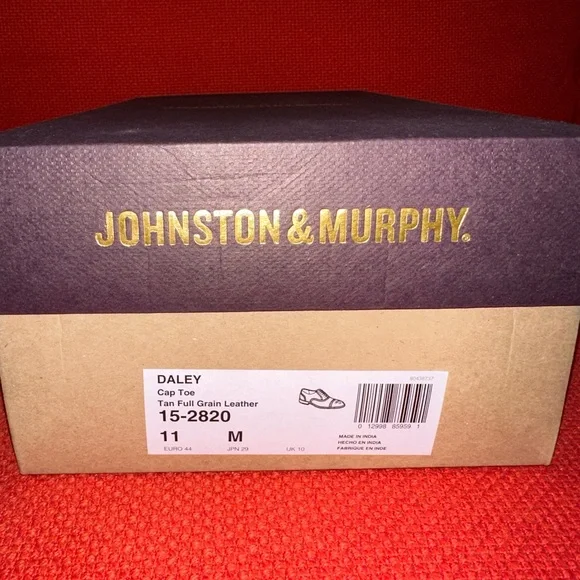 JOHNSTON & MURPHY.
DALEY
Cap Toe
Tan Full Grain Leather
15-2820
11 M
EURO 44 JPN 29 UK 10
0 12998 85959 1
MADE IN INDIA
HECHO EN INDIA
FABRIQUE EN INDE